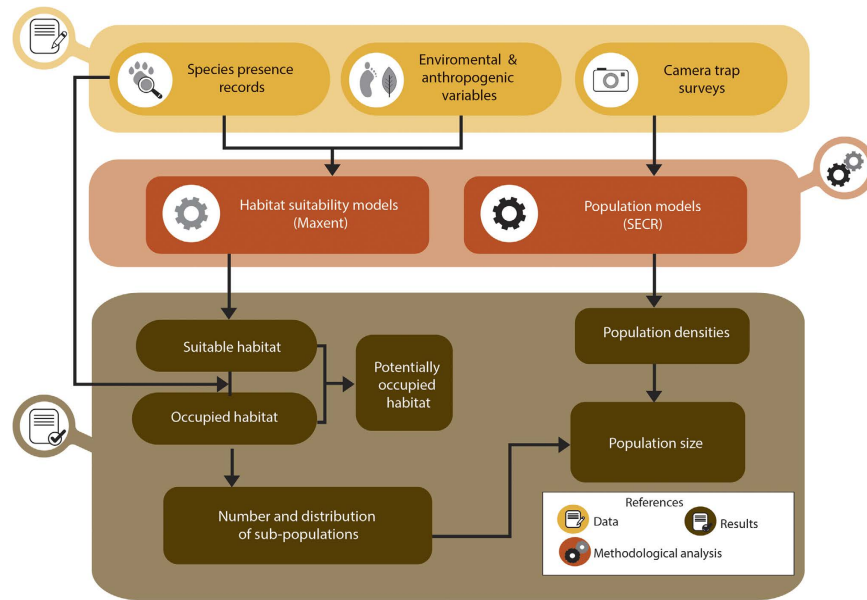 Species presence
records
Enviromental &
anthropogenic
variables
Camera trap
surveys
Habitat suitability models
(Maxent)
Population models
(SECR)
Suitable habitat
Potentially
occupied
habitat
Occupied habitat
Population densities
Population size
Number and distribution
of sub-populations
References
Data
Results
Methodological analysis